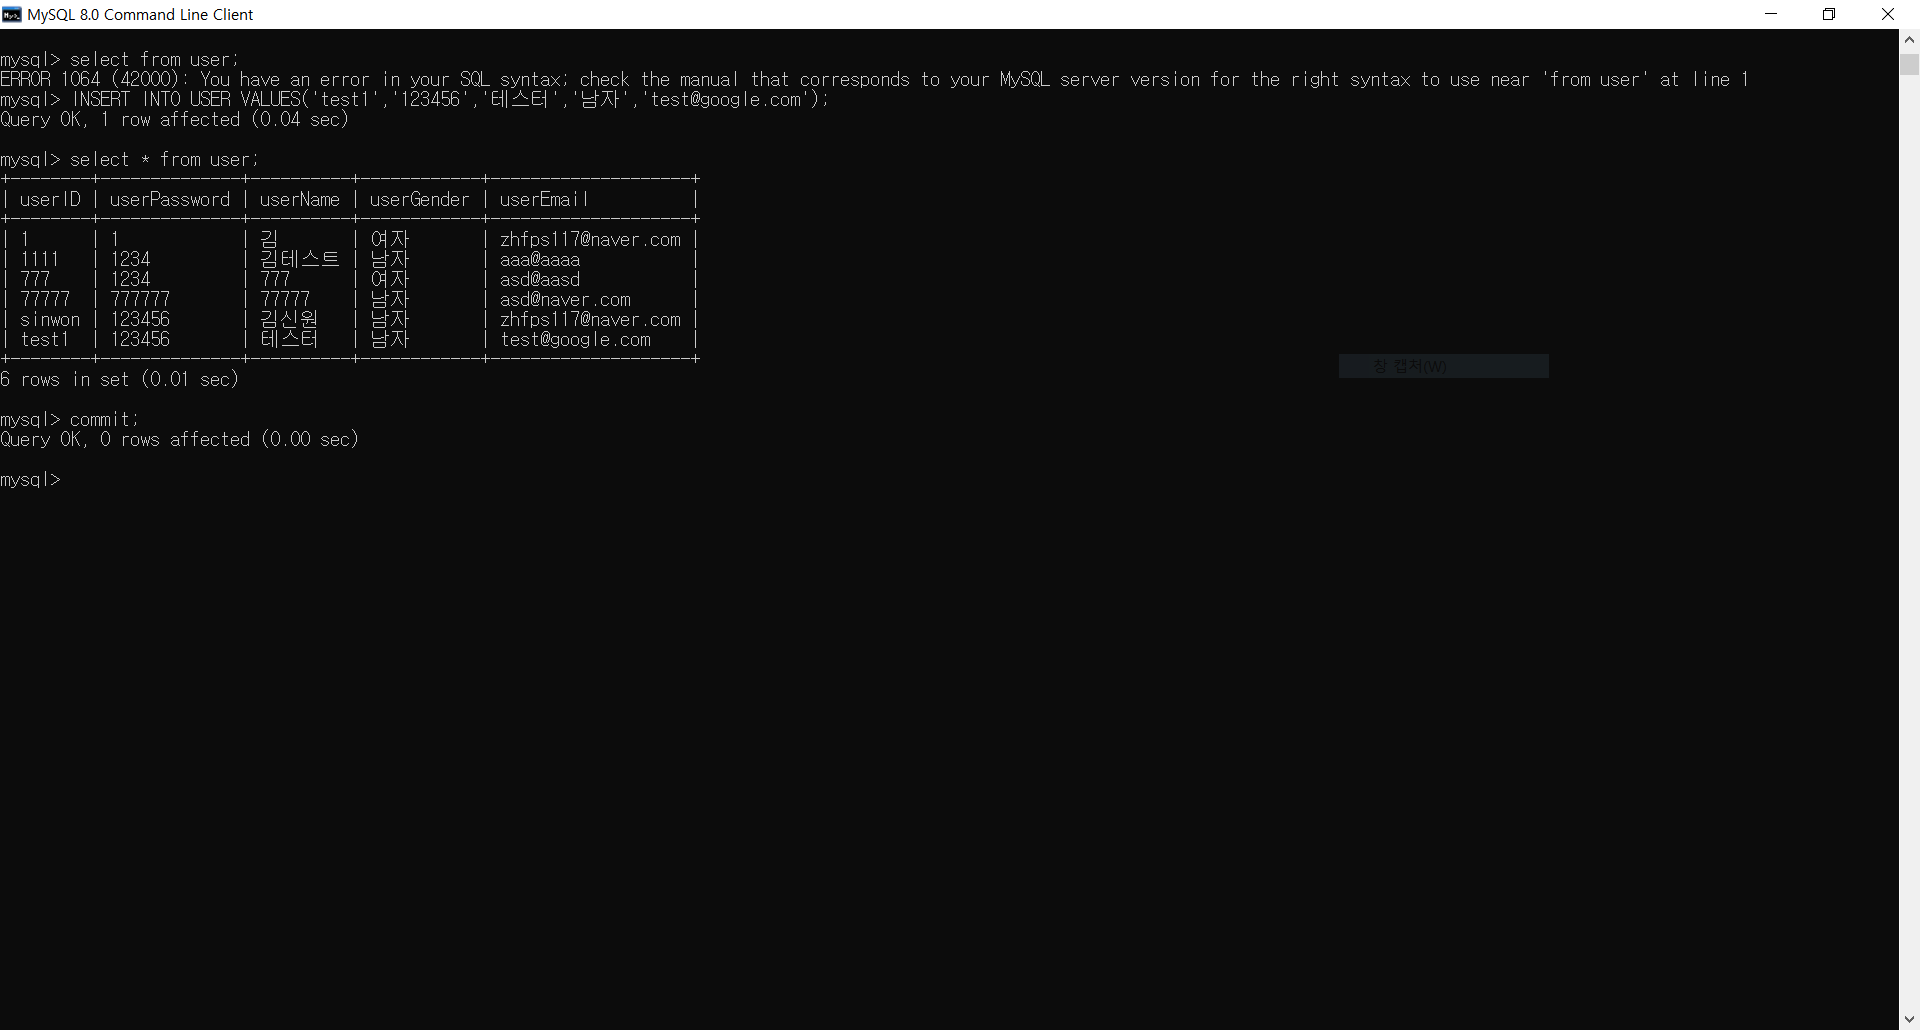 MySQL 8.0 Command Line Client
mysql> select from user;
ERROR 1064 (42000): You have an error in your SQL syntax; check the manual that corresponds to your MySQL server version for the right syntax to use near 'from user' at line 1
mysql> INSERT INTO USER VALUES('test1','123456','테스터','남자','test@google.com');
Query OK, 1 row affected (0.04 sec)
mysql> select * from user;
+--------+--------------+----------+------------+--------------------+
| userID | userPassword | userName | userGender | userEmail          |
+--------+--------------+----------+------------+--------------------+
| 1      | 1            | 김       | 여자       | zhfps117@naver.com |
| 1111   | 1234         | 김테스트 | 남자       | aaa@aaaa           |
| 777    | 1234         | 777      | 여자       | asd@aasd           |
| 77777  | 777777       | 77777    | 남자       | asd@naver.com      |
| sinwon | 123456       | 김신원   | 남자       | zhfps117@naver.com |
| test1  | 123456       | 테스터   | 남자       | test@google.com    |
+--------+--------------+----------+------------+--------------------+
6 rows in set (0.01 sec)
창 캡처(W)
mysql> commit;
Query OK, 0 rows affected (0.00 sec)
mysql>